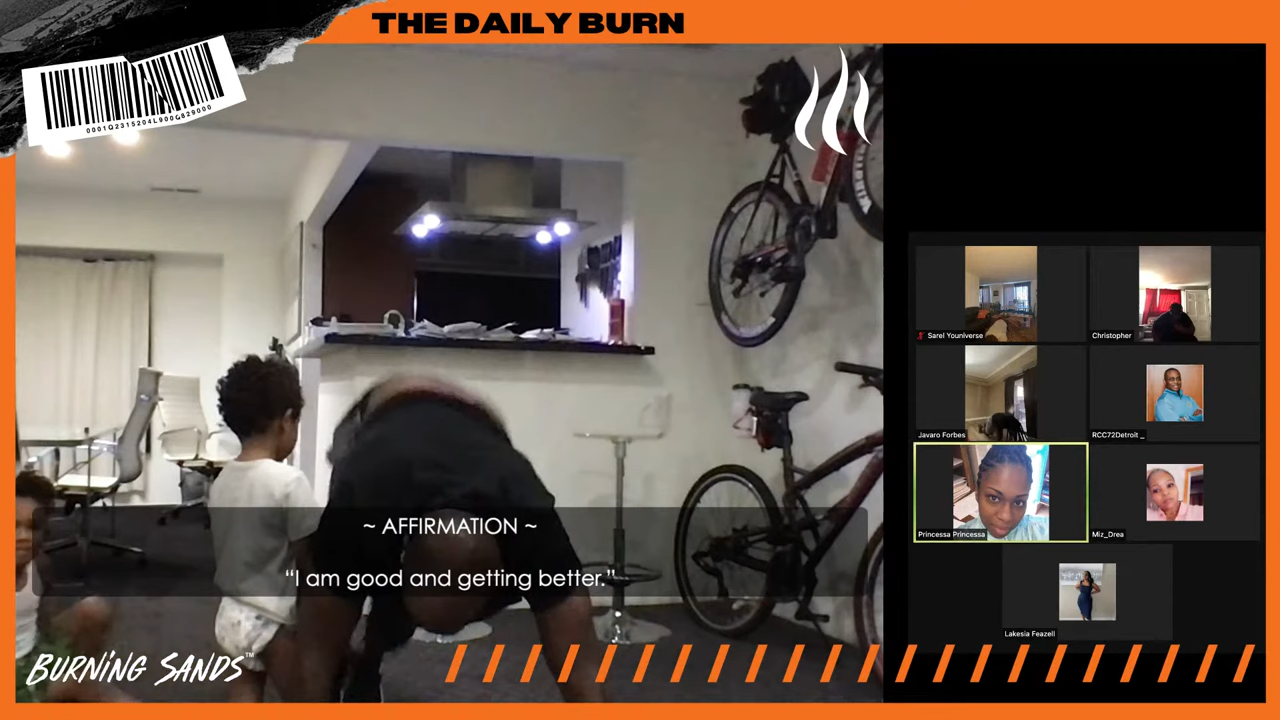 THE DAILY BURN
0001Q2315204L900G829000
Sarel Youniverse
Christopher
Javaro Forbes
RCC72Detroit _
Princessa Princessa
Miz_Drea
Lakesia Feazell
~ AFFIRMATION ~
“I am good and getting better.”
BURNING SANDS™